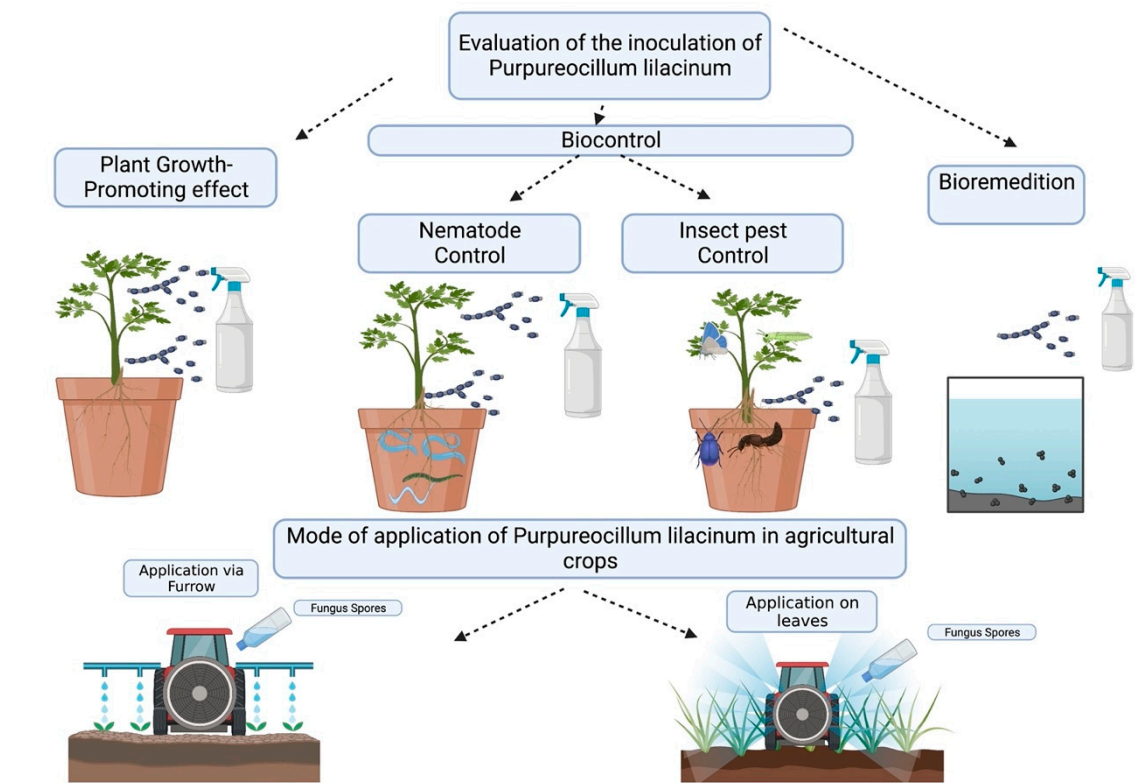 Evaluation of the inoculation of
Purpureocillum lilacinum
Biocontrol
Plant Growth-
Promoting effect
Bioremedition
Nematode
Control
Insect pest
Control
Mode of application of Purpureocillum lilacinum in agricultural
crops
Application via
Furrow
Fungus Spores
Application on
leaves
Fungus Spores